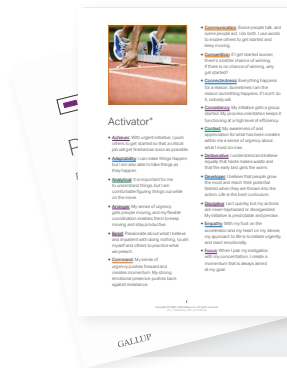 Activator®
Achiever: With urgent initiative, I push
others to get started so that as critical
job will get finished as soon as possible.
Adaptability: I can make things happen,
but I am also able to take things as
they happen.
Analytical: It is important for me
to understand things, but I am
comfortable figuring things out while
on the move.
Arranger: My sense of urgency
gets people moving, and my flexible
coordination enables them to keep
moving and stay productive.
Belief: Passionate about what I believe
and impatient with doing nothing, I push
myself and others to practice what
we preach.
Command: My sense of
urgency pushes forward and
creates momentum. My strong
emotional presence pushes back
against resistance.
Communication: Some people talk, and
some people act. I do both. I use words
to inspire others to get started and
keep moving.
Competition: If I get started sooner,
there's a better chance of winning.
If there is no chance of winning, why
get started?
Connectedness: Everything happens
for a reason. Sometimes I am the
reason something happens. If I don't do
it, nobody will.
Consistency: My initiative gets a group
started. My process orientation keeps it
functioning at a high level of efficiency.
Context: My awareness of and
appreciation for what has been creates
within me a sense of urgency about
what I should do now.
Deliberative: I understand and believe
equally that haste makes waste and
that the early bird gets the worm.
Developer: I believe that people grow
the most and reach their potential
fastest when they are thrown into the
action. Life is the best curriculum.
Discipline: I act quickly, but my actions
are never haphazard or disorganized.
My initiative is predictable and precise.
Empathy: With my foot on the
accelerator and my heart on my sleeve,
my approach to life is to initiate urgently
and react emotionally.
Focus: When I pair my instigation
with my concentration, I create a
momentum that is always aimed
at my goal.
GALLUP